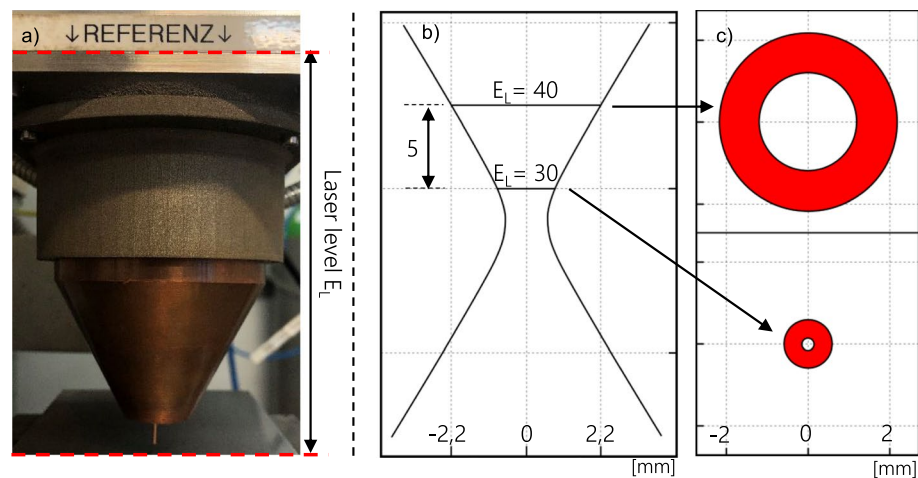 a)
↓REFERENZ↓
Laser level E_L
b)
E_L= 40
5
E_L= 30
-2,2 0 2,2
[mm]
c)
-2 0 2
[mm]